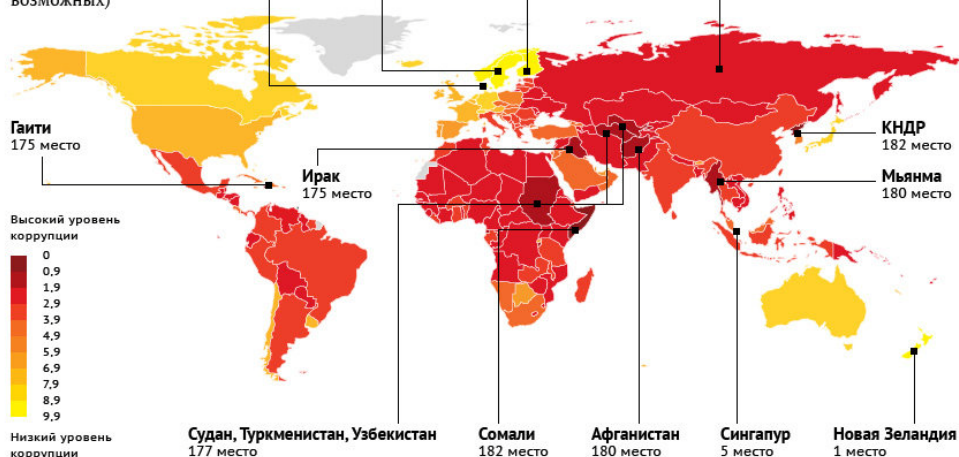 возможных)
Гаити
175 место
Ирак
175 место
КНДР
182 место
Мьянма
180 место
Высокий уровень
коррупции
0
0,9
1,9
2,9
3,9
4,9
5,9
6,9
7,9
8,9
9,9
Низкий уровень
коррупции
Судан, Туркменистан, Узбекистан
177 место
Сомали
182 место
Афганистан
180 место
Сингапур
5 место
Новая Зеландия
1 место